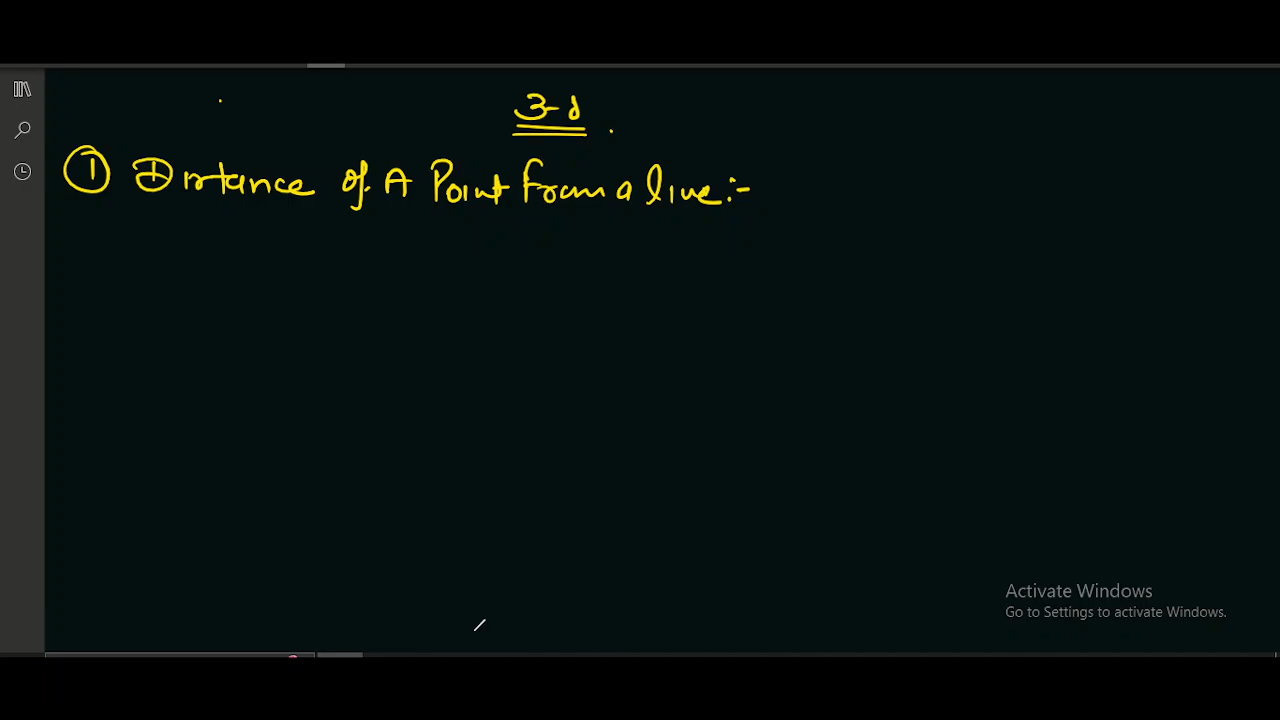 3-d
① Distance of A Point From a line :-
Activate Windows
Go to Settings to activate Windows.